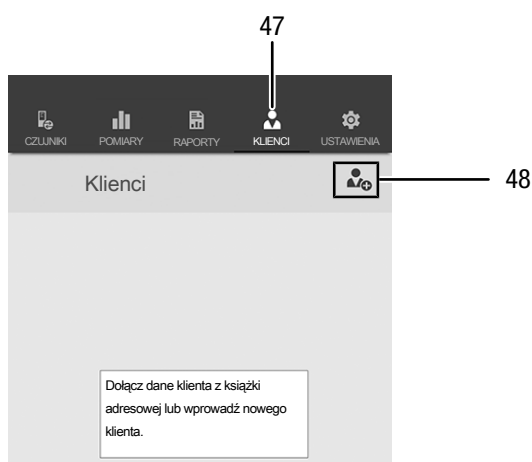 47
CZUJNIKI POMIARY RAPORTY KLIENCI USTAWIENIA
Klienci
48
Dołącz dane klienta z książki
adresowej lub wprowadź nowego
klienta.